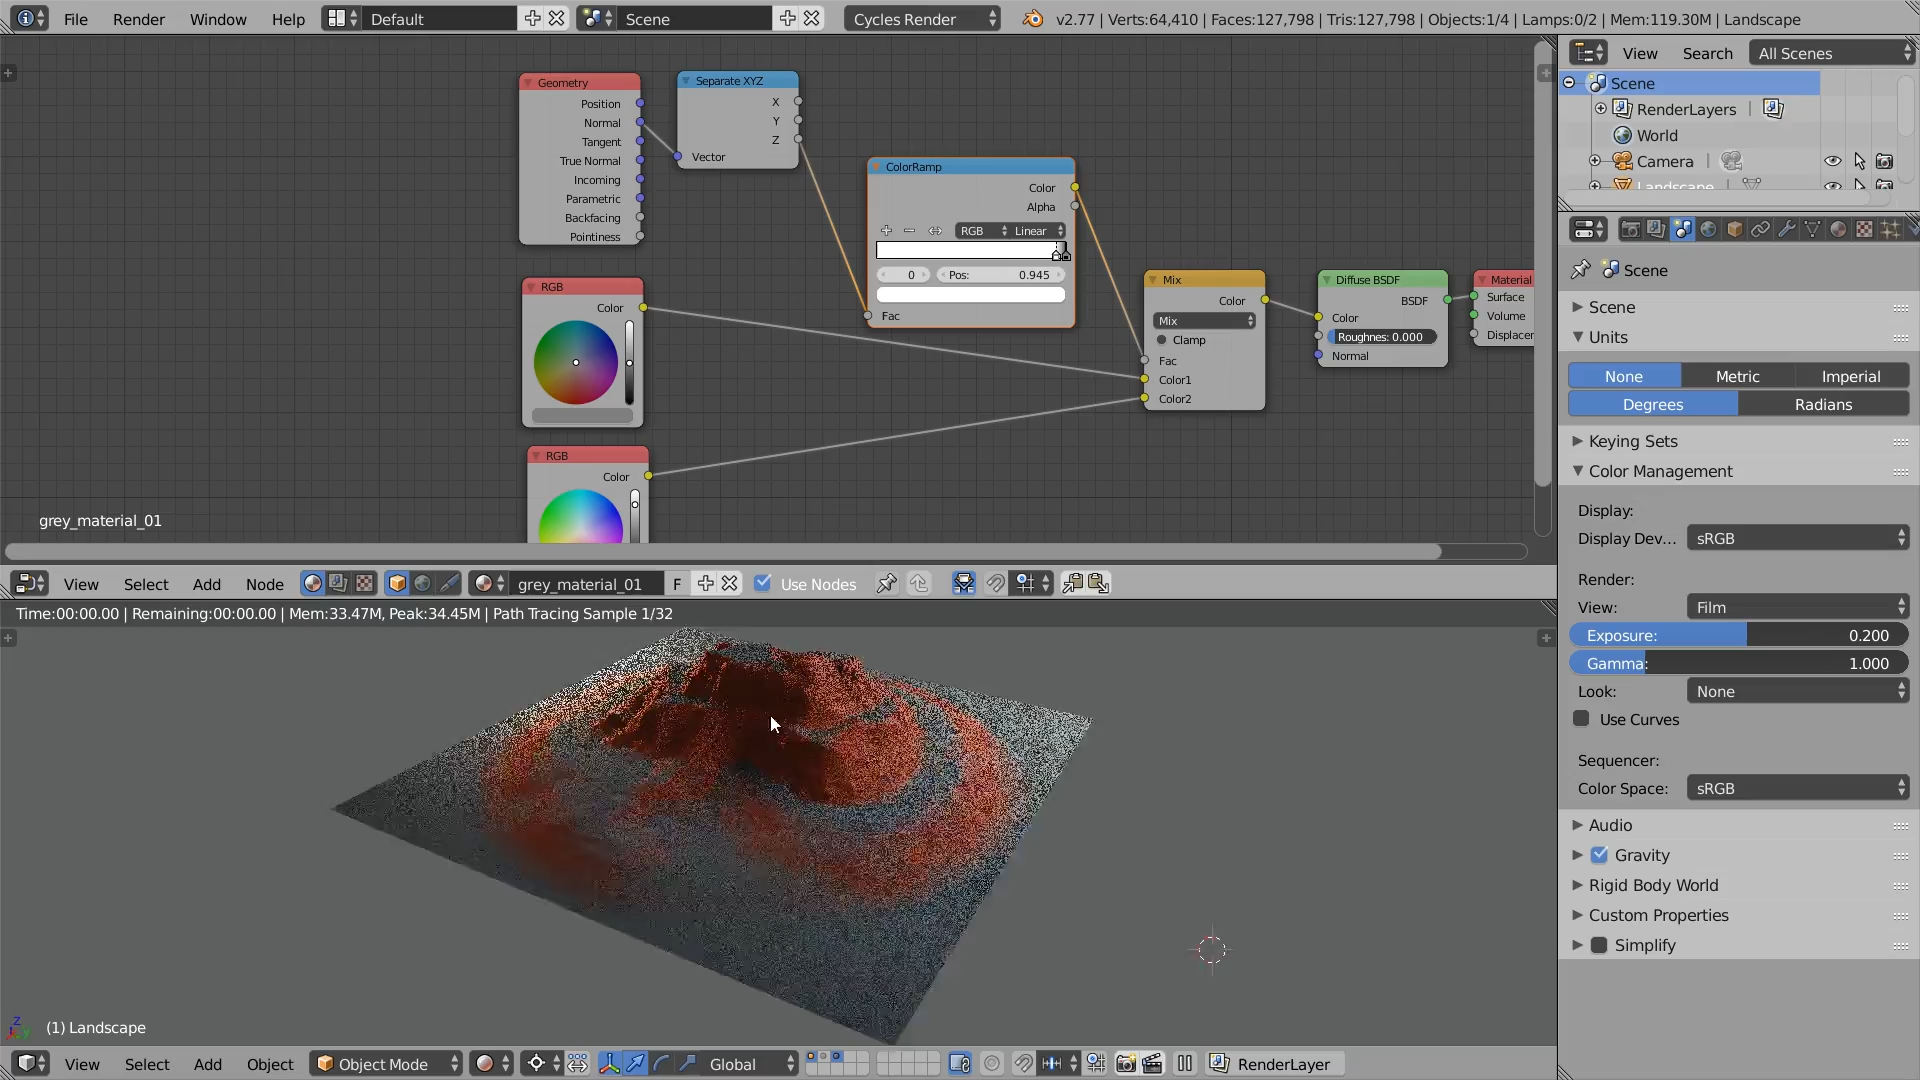 File Render Window Help Default Scene Cycles Render v2.77 | Verts:64,410 | Faces:127,798 | Tris:127,798 | Objects:1/4 | Lamps:0/2 | Mem:119.30M | Landscape
View Search All Scenes
Scene
RenderLayers |
World
Camera
Landscape
Geometry
Position
Normal
Tangent
True Normal
Incoming
Parametric
Backfacing
Pointiness
Separate XYZ
X
Y
Z
Vector
ColorRamp
Color
Alpha
RGB Linear
0 Pos: 0.945
Fac
RGB
Color
RGB
Color
Mix
Color
Mix
Clamp
Fac
Color1
Color2
Diffuse BSDF
BSDF
Color
Roughnes: 0.000
Normal
Material
Surface
Volume
Displacer
grey_material_01
View Select Add Node grey_material_01 F Use Nodes
Time:00:00.00 | Remaining:00:00.00 | Mem:33.47M, Peak:34.45M | Path Tracing Sample 1/32
Z
(1) Landscape
View Select Add Object Object Mode Global RenderLayer
Scene
Scene
Units
None Metric Imperial
Degrees Radians
Keying Sets
Color Management
Display:
Display Dev... sRGB
Render:
View: Film
Exposure: 0.200
Gamma: 1.000
Look: None
Use Curves
Sequencer:
Color Space: sRGB
Audio
Gravity
Rigid Body World
Custom Properties
Simplify